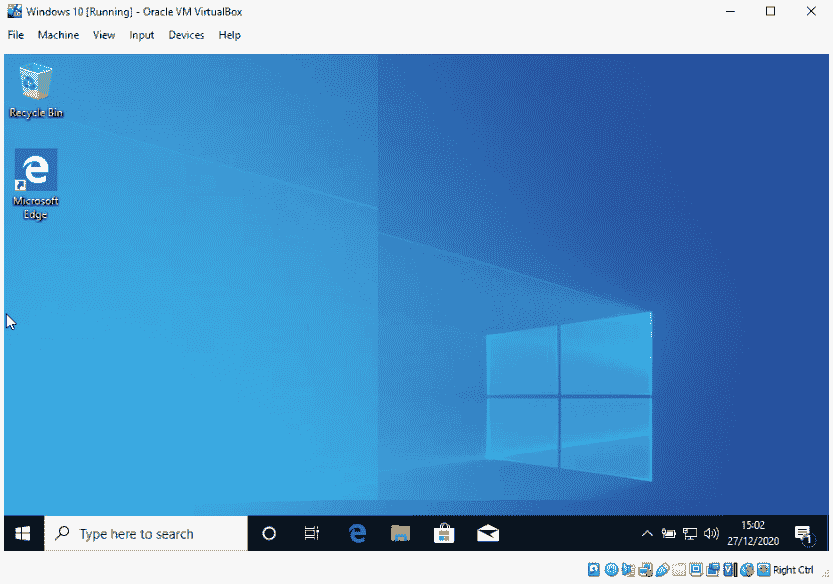 Windows 10 [Running] - Oracle VM VirtualBox
File Machine View Input Devices Help
Recycle Bin
Microsoft
Edge
Type here to search
15:02
27/12/2020
1
Right Ctrl